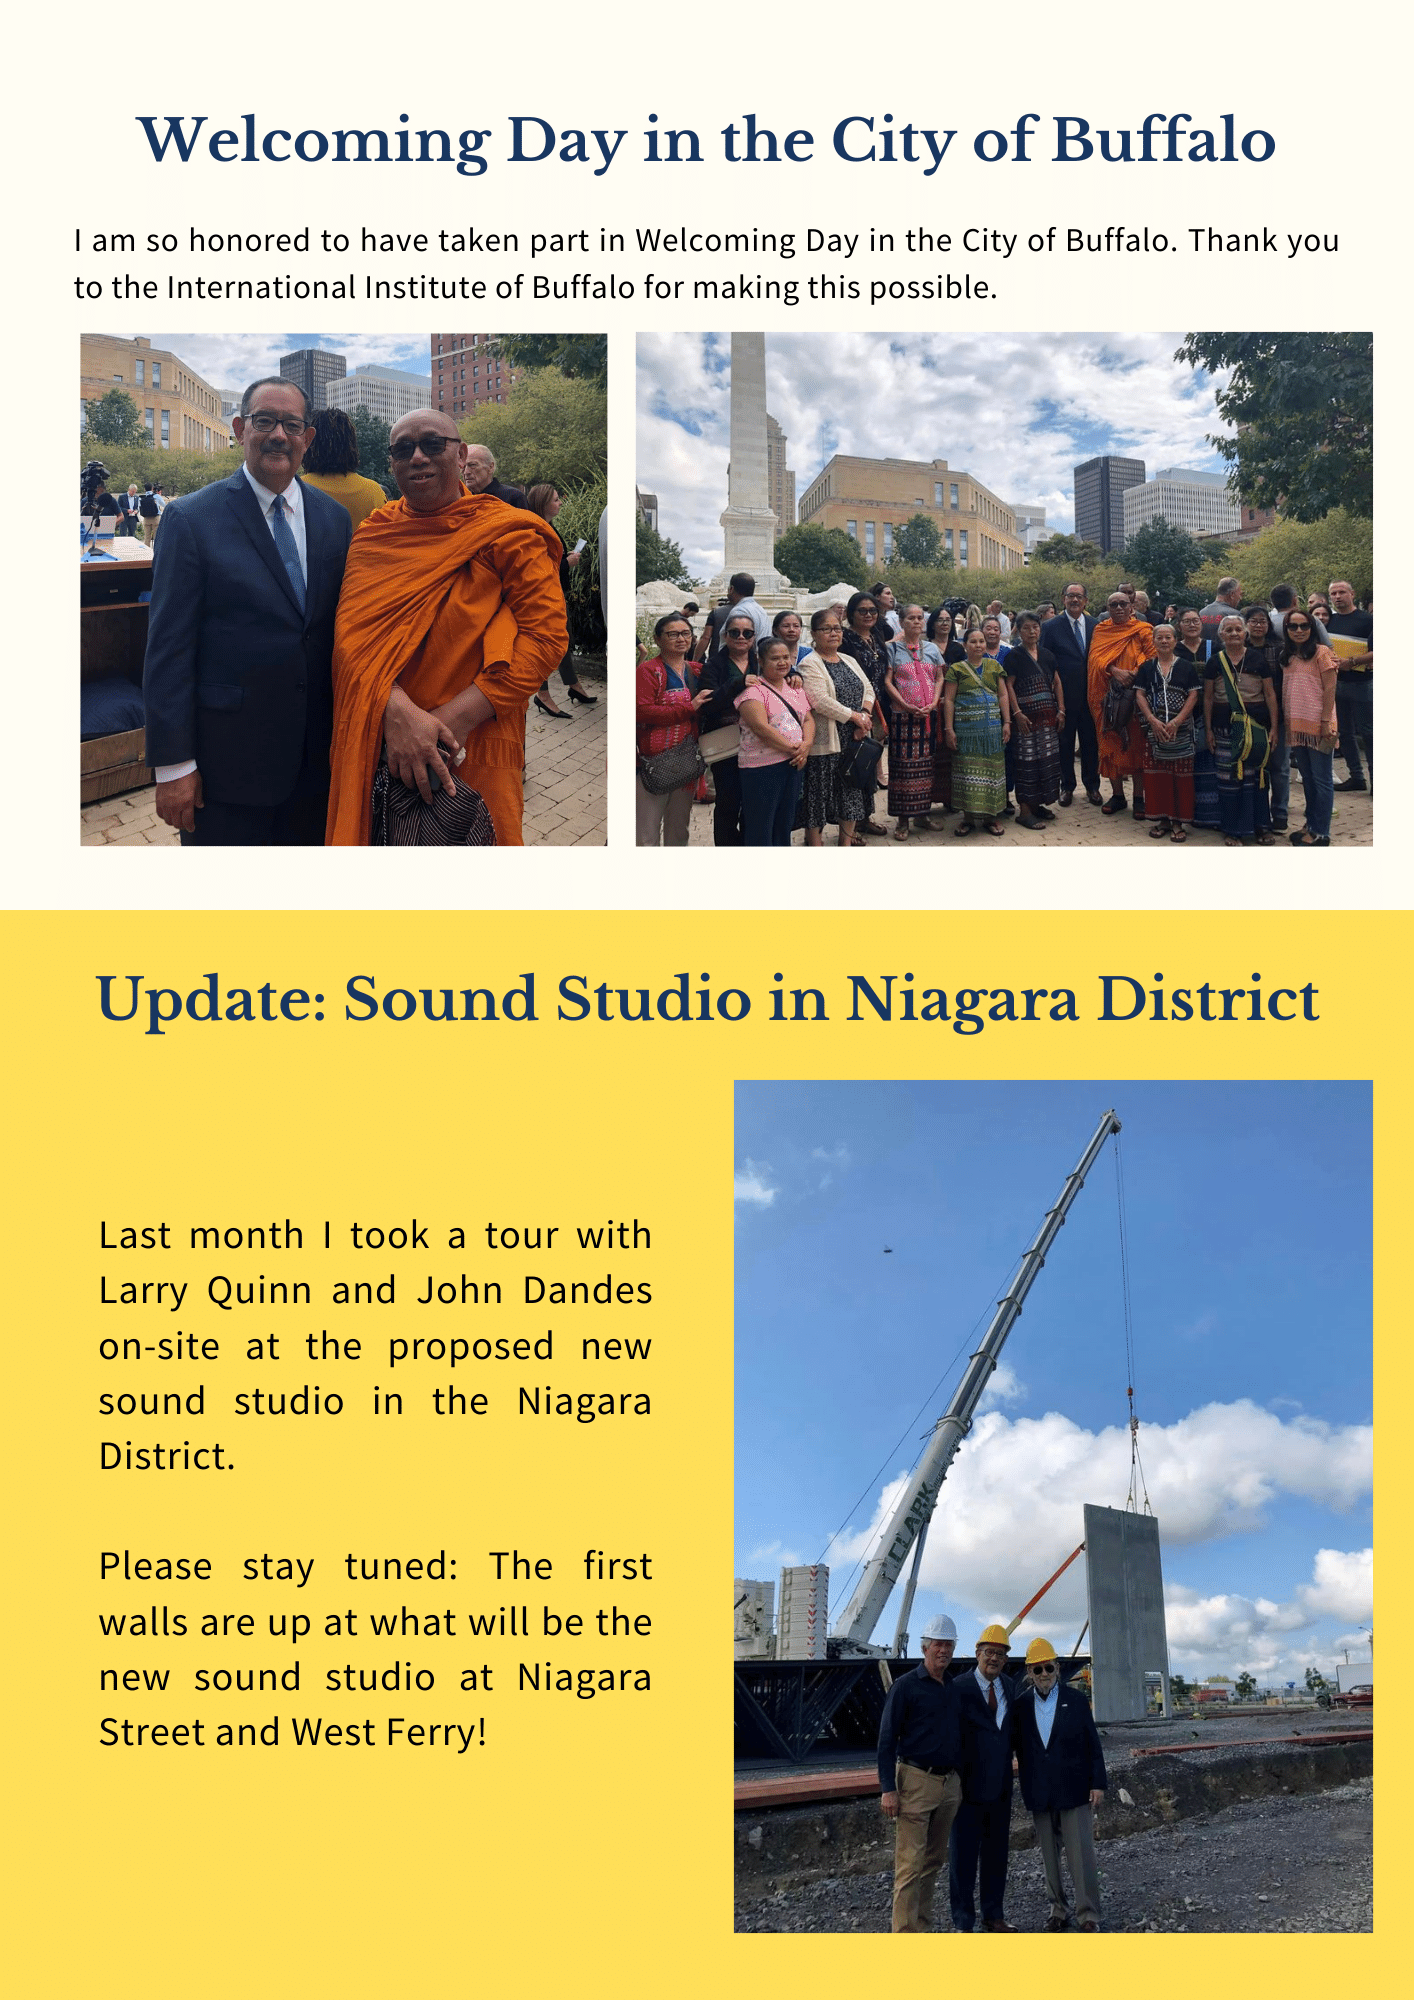 Welcoming Day in the City of Buffalo
I am so honored to have taken part in Welcoming Day in the City of Buffalo. Thank you
to the International Institute of Buffalo for making this possible.
Update: Sound Studio in Niagara District
Last month I took a tour with
Larry Quinn and John Dandes
on-site at the proposed new
sound studio in the Niagara
District.
Please stay tuned: The first
walls are up at what will be the
new sound studio at Niagara
Street and West Ferry!
CLARK